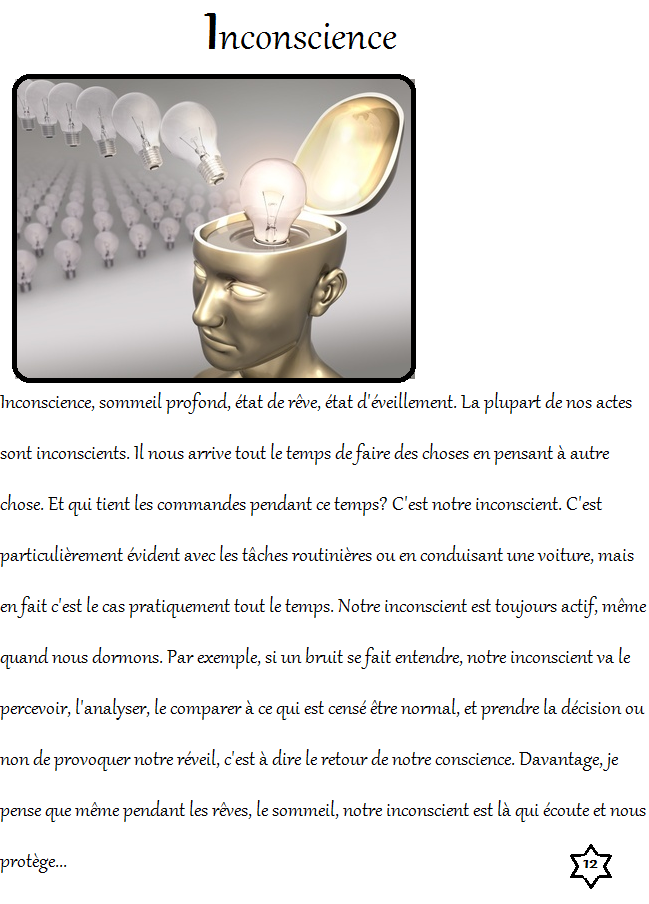 Inconscience
Inconscience, sommeil profond, état de rêve, état d'éveillement. La plupart de nos actes
sont inconscients. Il nous arrive tout le temps de faire des choses en pensant à autre
chose. Et qui tient les commandes pendant ce temps? C'est notre inconscient. C'est
particulièrement évident avec les tâches routinières ou en conduisant une voiture, mais
en fait c'est le cas pratiquement tout le temps. Notre inconscient est toujours actif, même
quand nous dormons. Par exemple, si un bruit se fait entendre, notre inconscient va le
percevoir, l'analyser, le comparer à ce qui est censé être normal, et prendre la décision ou
non de provoquer notre réveil, c'est à dire le retour de notre conscience. Davantage, je
pense que même pendant les rêves, le sommeil, notre inconscient est là qui écoute et nous
protège...
12